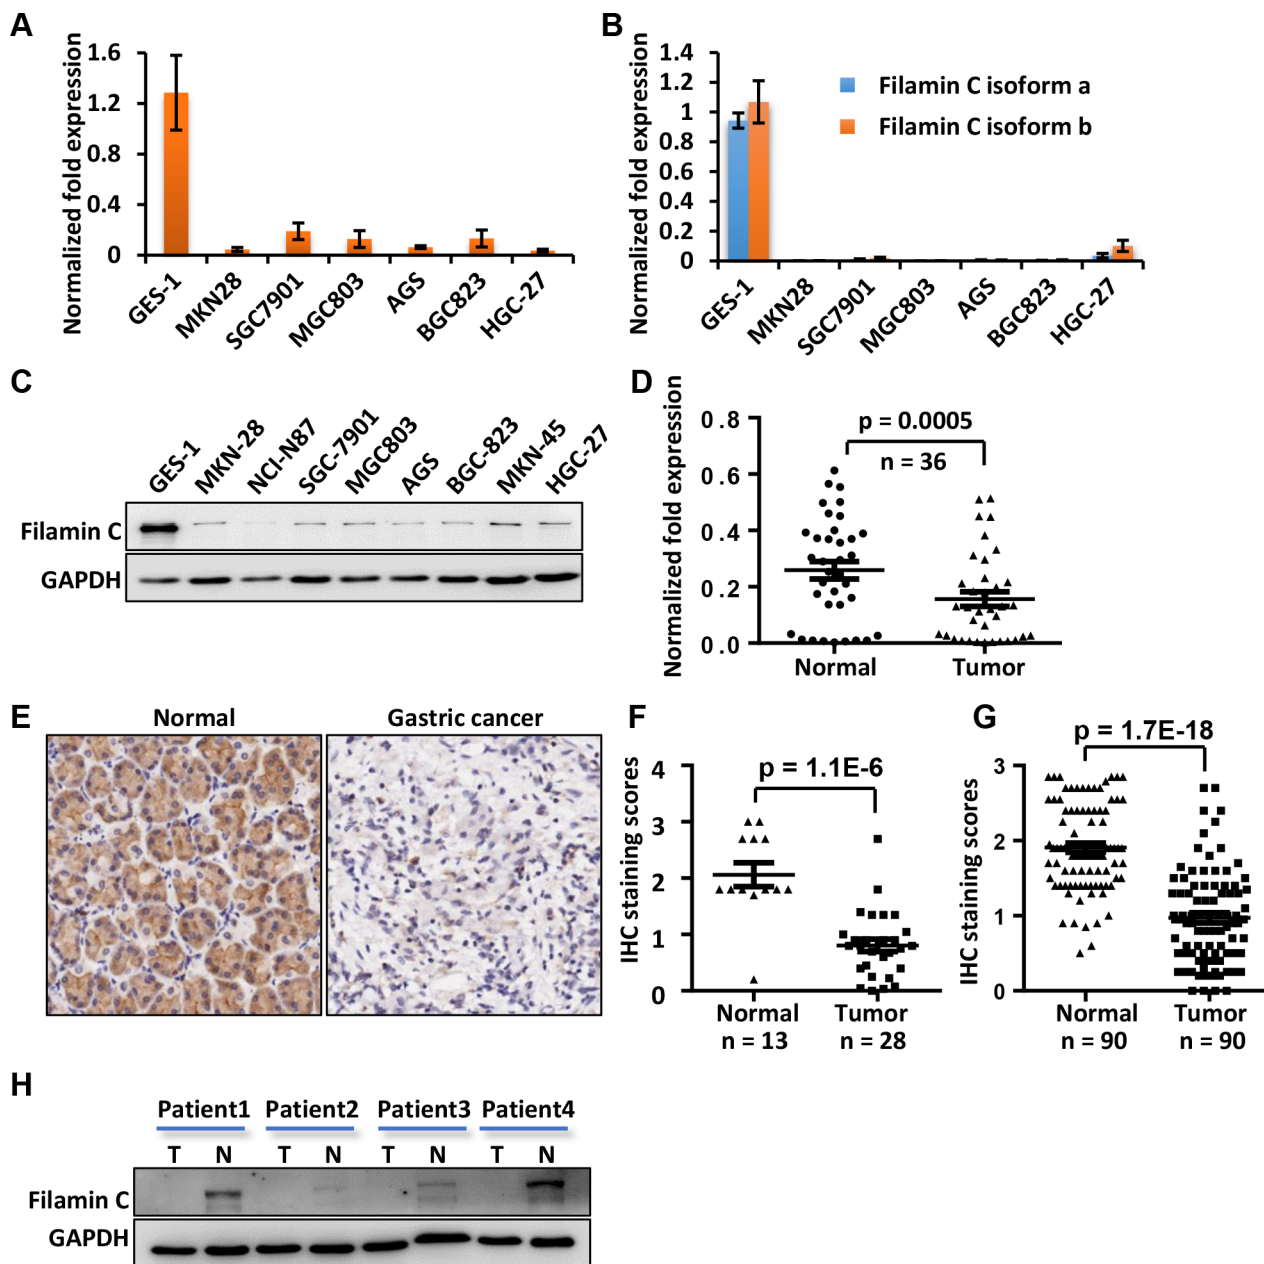 A
Normalized fold expression
1.6
1.2
0.8
0.4
0
GES-1
MKN28
SGC7901
MGC803
AGS
BGC823
HGC-27
B
Normalized fold expression
1.4
1.2
1
0.8
0.6
0.4
0.2
0
Filamin C isoform a
Filamin C isoform b
GES-1
MKN28
SGC7901
MGC803
AGS
BGC823
HGC-27
C
GES-1
MKN-28
NCI-N87
SGC-7901
MGC803
AGS
BGC-823
MKN-45
HGC-27
Filamin C
GAPDH
D
Normalized fold expression
0.8
0.6
0.4
0.2
0.0
p = 0.0005
n = 36
Normal
Tumor
E
Normal
Gastric cancer
F
IHC staining scores
4
3
2
1
0
p = 1.1E-6
Normal
n = 13
Tumor
n = 28
G
IHC staining scores
3
2
1
0
p = 1.7E-18
Normal
n = 90
Tumor
n = 90
H
Patient1 Patient2 Patient3 Patient4
T N T N T N T N
Filamin C
GAPDH